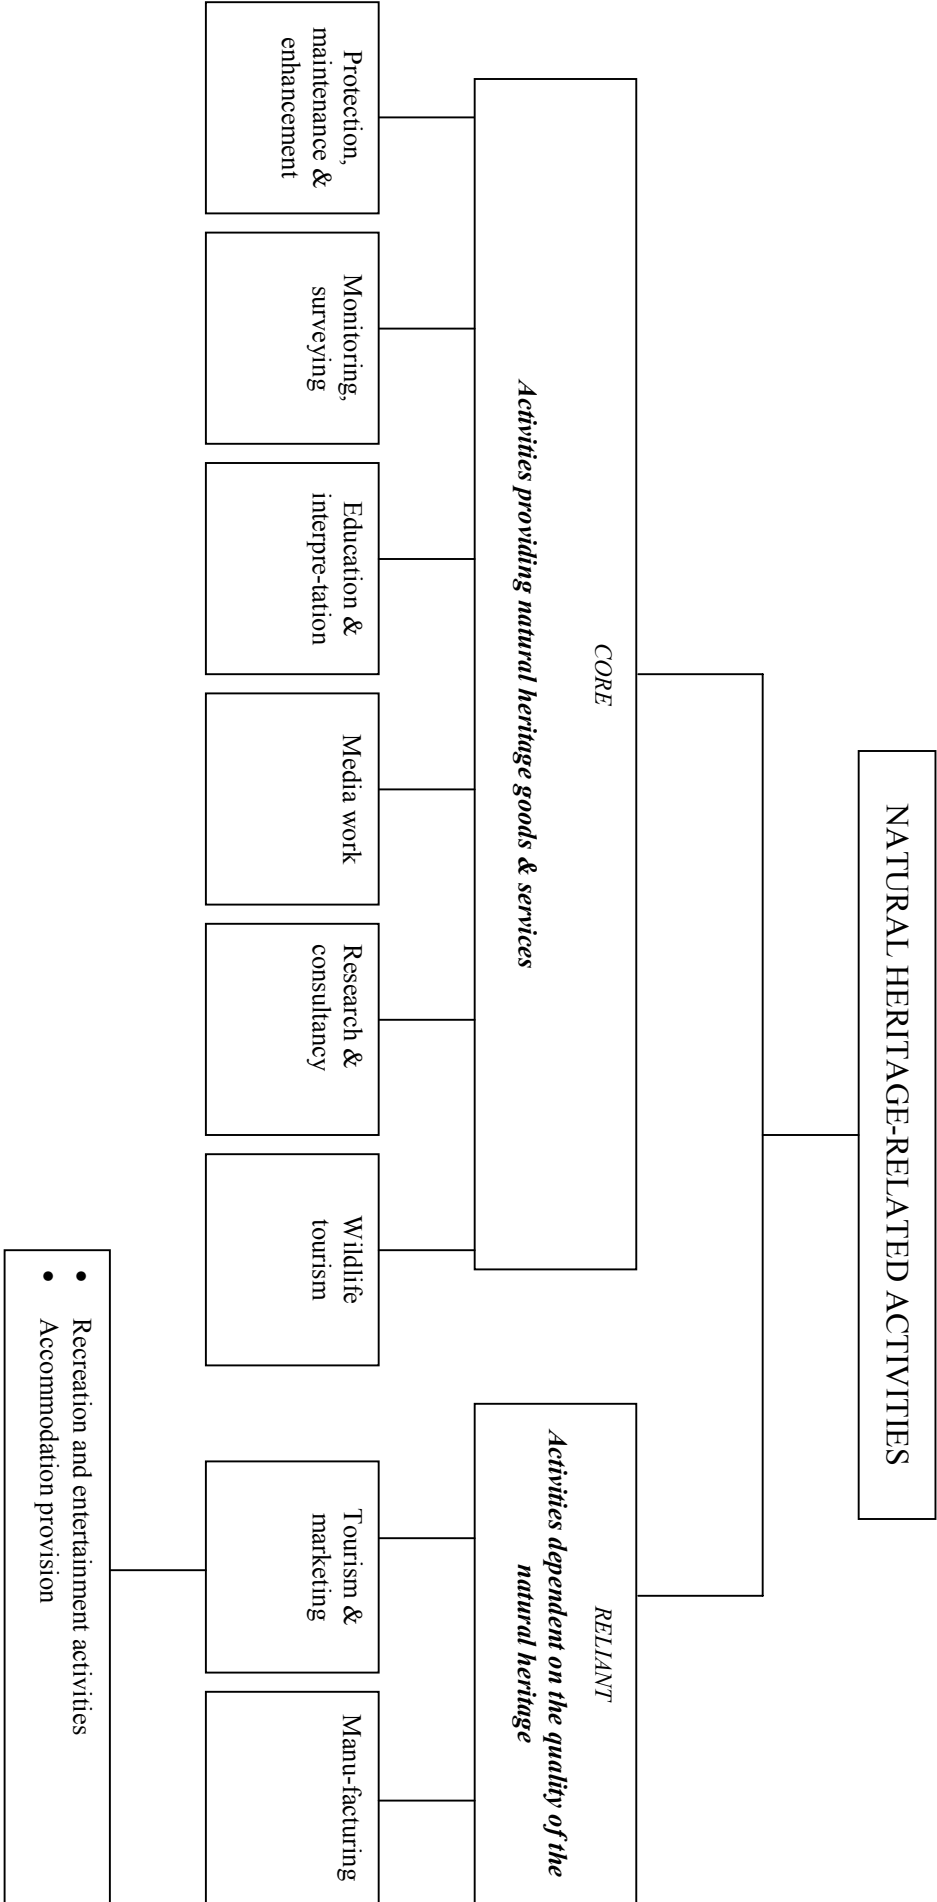 NATURAL HERITAGE-RELATED ACTIVITIES
CORE
Activities providing natural heritage goods & services
RELIANT
Activities dependent on the quality of the
natural heritage
Protection,
maintenance &
enhancement
Monitoring,
surveying
Education &
interpre-tation
Media work
Research &
consultancy
Wildlife
tourism
Tourism &
marketing
Manu-facturing
• Recreation and entertainment activities
• Accommodation provision